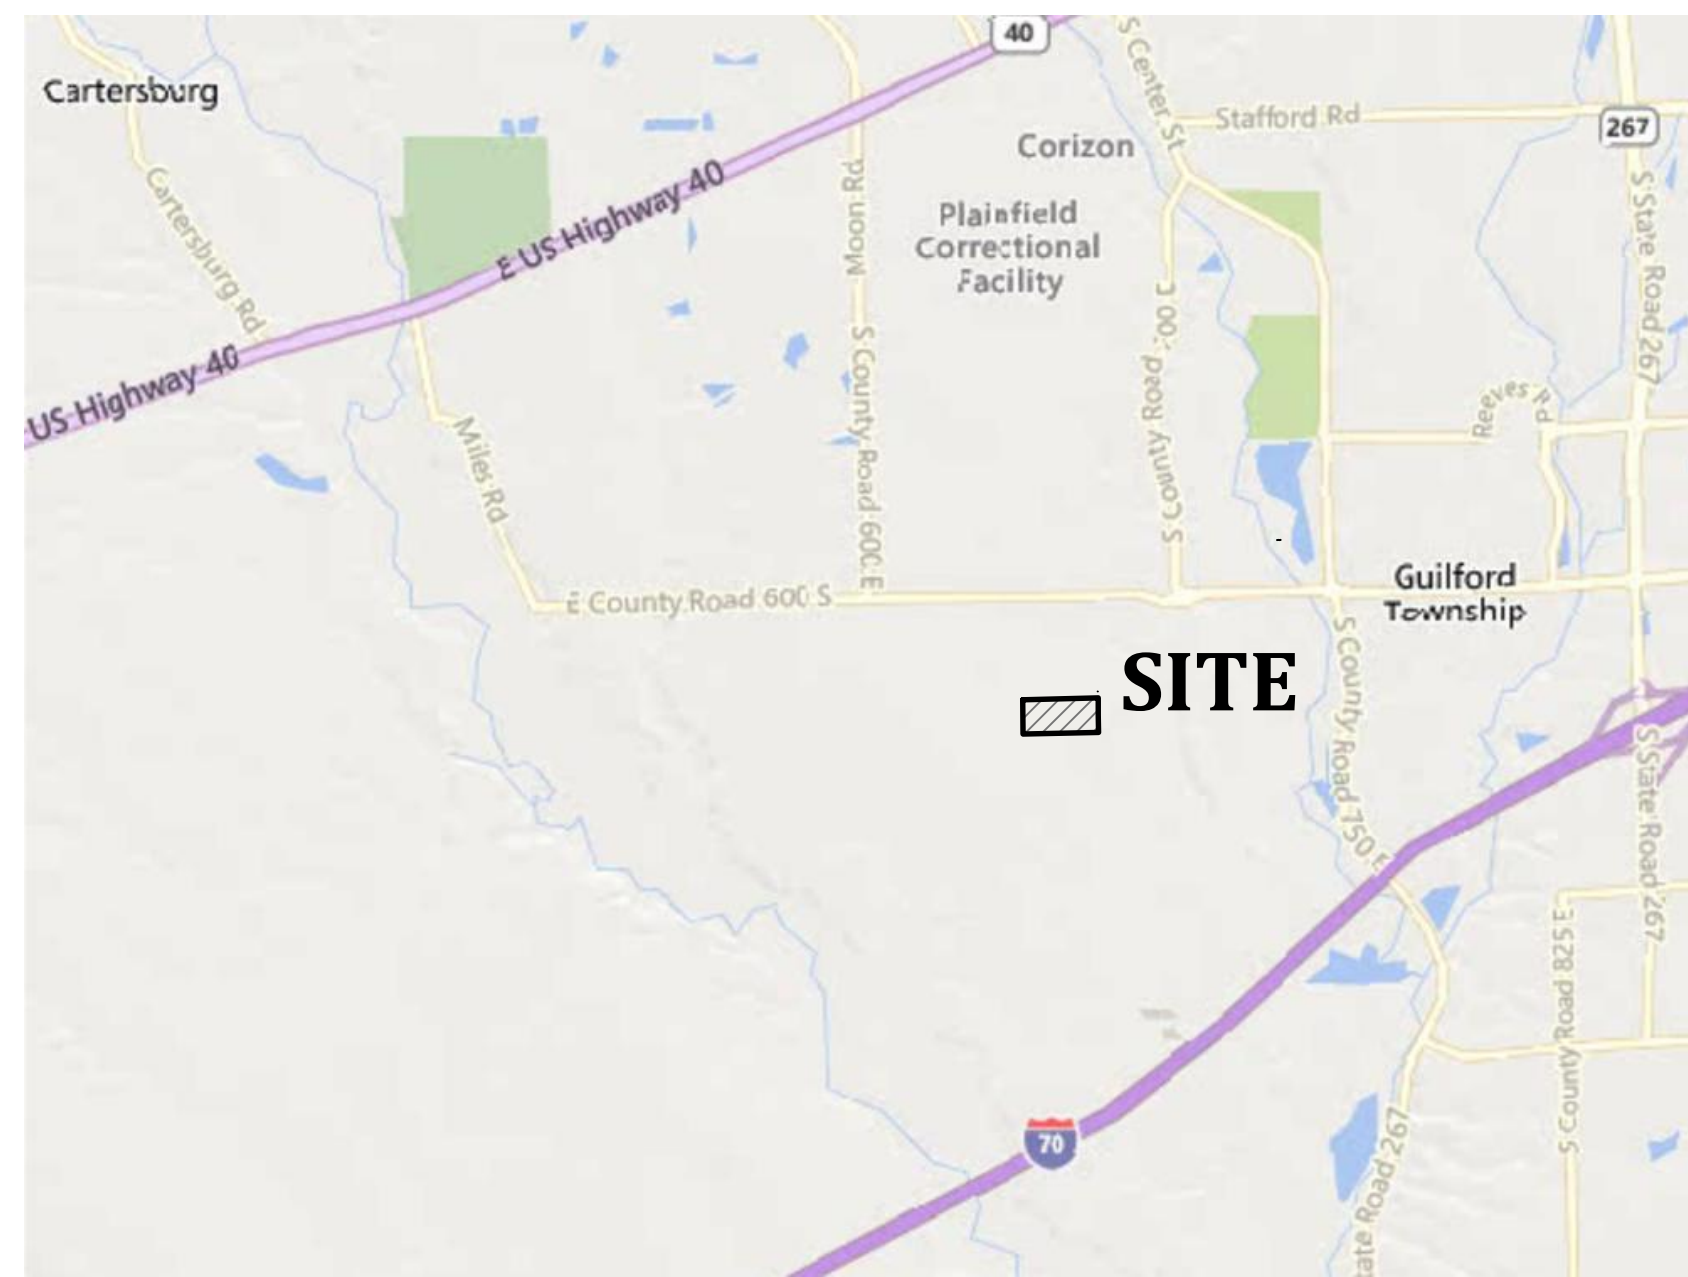 40
S Center St
Stafford Rd
267
Cartersburg
Corizon
Plainfield
Correctional
Facility
Cartersburg Rd
E US Highway 40
Moon Rd
S State Road 267
US Highway 40
S County Road 600 E
S County Road
Reeves Rd
Miles Rd
E County Road 600 S
Guilford
Township
SITE
S County Road 750 E
S State Road 267
S County Road 825 E
70
ate Road 267